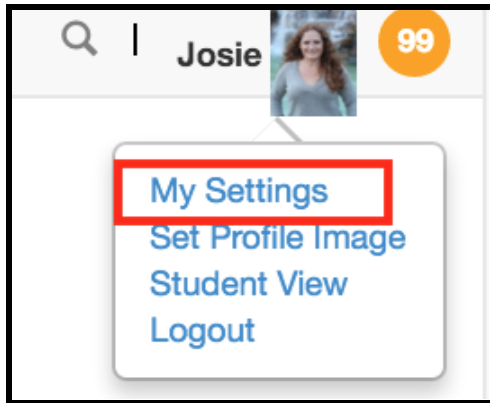 Josie 99
My Settings
Set Profile Image
Student View
Logout